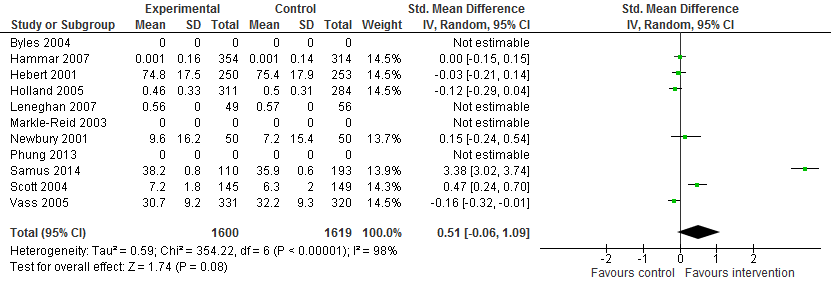 Experimental Control Std. Mean Difference Std. Mean Difference
Study or Subgroup Mean SD Total Mean SD Total Weight IV, Random, 95% CI IV, Random, 95% CI
Byles 2004 0 0 0 0 0 0 Not estimable
Hammar 2007 0.001 0.16 354 0.001 0.14 314 14.5% 0.00 [-0.15, 0.15]
Hebert 2001 74.8 17.5 250 75.4 17.9 253 14.4% -0.03 [-0.21, 0.14]
Holland 2005 0.46 0.33 311 0.5 0.31 284 14.5% -0.12 [-0.29, 0.04]
Leneghan 2007 0.56 0 49 0.57 0 56 Not estimable
Markle-Reid 2003 0 0 0 0 0 0 Not estimable
Newbury 2001 9.6 16.2 50 7.2 15.4 50 13.7% 0.15 [-0.24, 0.54]
Phung 2013 0 0 0 0 0 0 Not estimable
Samus 2014 38.2 0.8 110 35.9 0.6 193 13.9% 3.38 [3.02, 3.74]
Scott 2004 7.2 1.8 145 6.3 2 149 14.3% 0.47 [0.24, 0.70]
Vass 2005 30.7 9.2 331 32.2 9.3 320 14.5% -0.16 [-0.32, -0.01]
Total (95% CI) 1600 1619 100.0% 0.51 [-0.06, 1.09]
Heterogeneity: Tau² = 0.59; Chi² = 354.22, df = 6 (P < 0.00001); I² = 98%
Test for overall effect: Z = 1.74 (P = 0.08)
-2 -1 0 1 2
Favours control Favours intervention